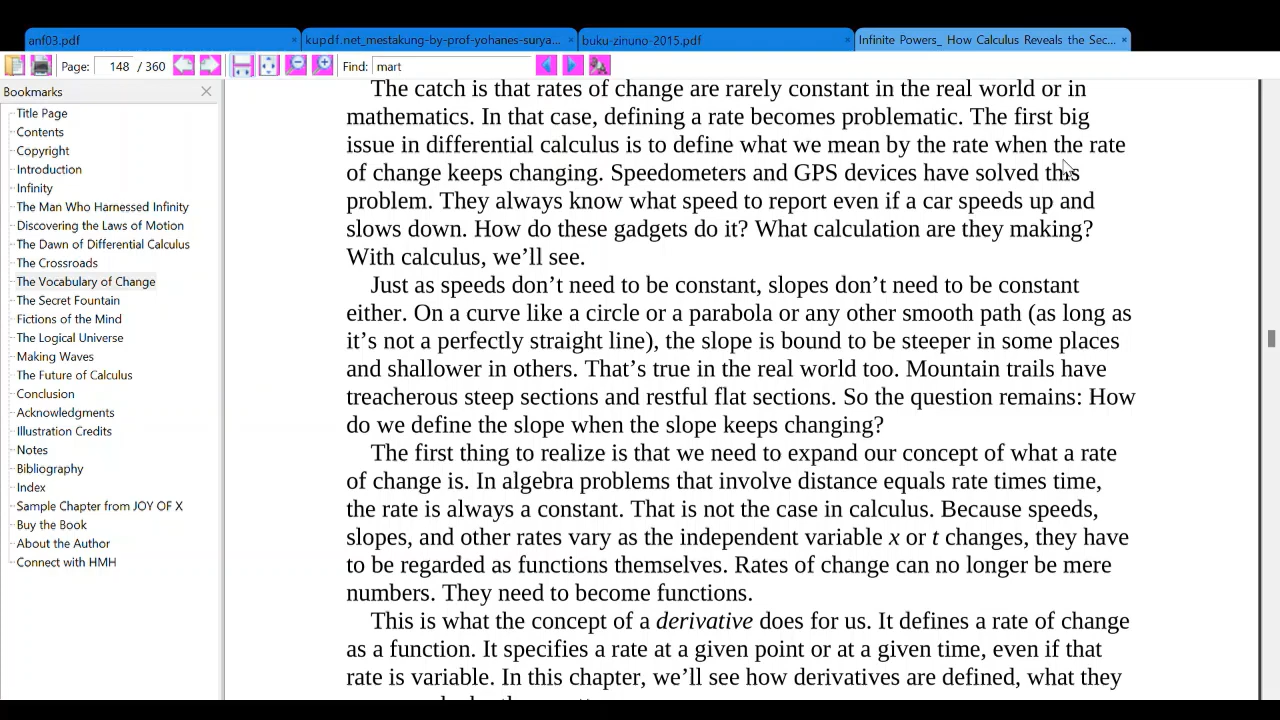 anf03.pdf
kupdf.net_mestakung-by-prof-yohanes-surya...
buku-zinuno-2015.pdf
Infinite Powers_ How Calculus Reveals the Sec...
Page: 148 / 360
Find: mart
Bookmarks
Title Page
Contents
Copyright
Introduction
Infinity
The Man Who Harnessed Infinity
Discovering the Laws of Motion
The Dawn of Differential Calculus
The Crossroads
The Vocabulary of Change
The Secret Fountain
Fictions of the Mind
The Logical Universe
Making Waves
The Future of Calculus
Conclusion
Acknowledgments
Illustration Credits
Notes
Bibliography
Index
Sample Chapter from JOY OF X
Buy the Book
About the Author
Connect with HMH
The catch is that rates of change are rarely constant in the real world or in
mathematics. In that case, defining a rate becomes problematic. The first big
issue in differential calculus is to define what we mean by the rate when the rate
of change keeps changing. Speedometers and GPS devices have solved this
problem. They always know what speed to report even if a car speeds up and
slows down. How do these gadgets do it? What calculation are they making?
With calculus, we’ll see.
Just as speeds don’t need to be constant, slopes don’t need to be constant
either. On a curve like a circle or a parabola or any other smooth path (as long as
it’s not a perfectly straight line), the slope is bound to be steeper in some places
and shallower in others. That’s true in the real world too. Mountain trails have
treacherous steep sections and restful flat sections. So the question remains: How
do we define the slope when the slope keeps changing?
The first thing to realize is that we need to expand our concept of what a rate
of change is. In algebra problems that involve distance equals rate times time,
the rate is always a constant. That is not the case in calculus. Because speeds,
slopes, and other rates vary as the independent variable x or t changes, they have
to be regarded as functions themselves. Rates of change can no longer be mere
numbers. They need to become functions.
This is what the concept of a derivative does for us. It defines a rate of change
as a function. It specifies a rate at a given point or at a given time, even if that
rate is variable. In this chapter, we’ll see how derivatives are defined, what they